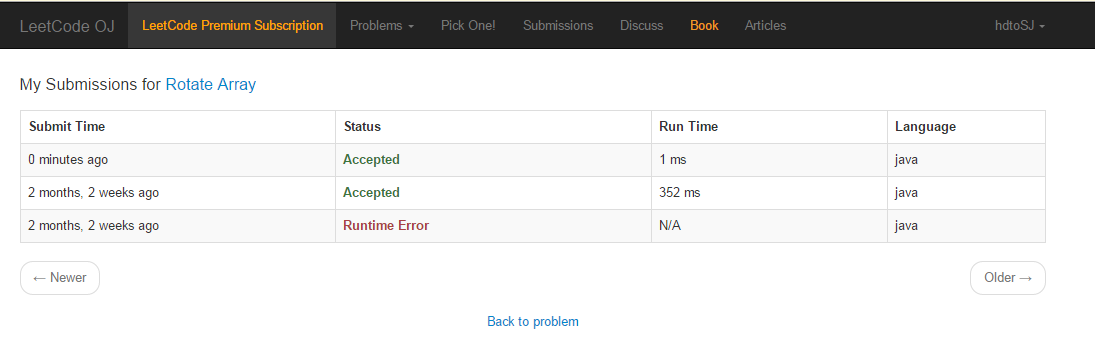 LeetCode OJ LeetCode Premium Subscription Problems Pick One! Submissions Discuss Book Articles hdtoSJ
My Submissions for Rotate Array
Submit Time Status Run Time Language
0 minutes ago Accepted 1 ms java
2 months, 2 weeks ago Accepted 352 ms java
2 months, 2 weeks ago Runtime Error N/A java
← Newer Older →
Back to problem